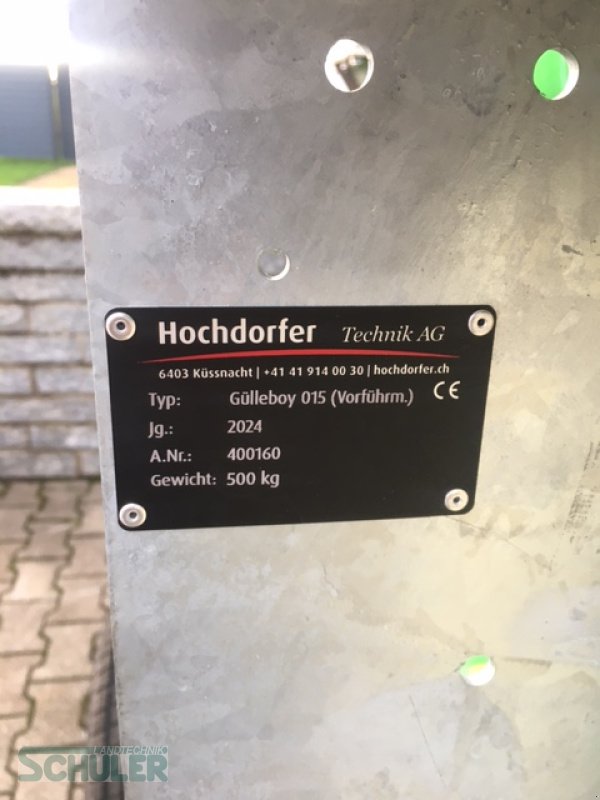 Hochdorfer Technik AG
6403 Küssnacht | +41 41 914 00 30 | hochdorfer.ch
Typ: Gülleboy 015 (Vorführm.) CE
Jg.: 2024
A.Nr.: 400160
Gewicht: 500 kg
LANDTECHNIK
SCHULER